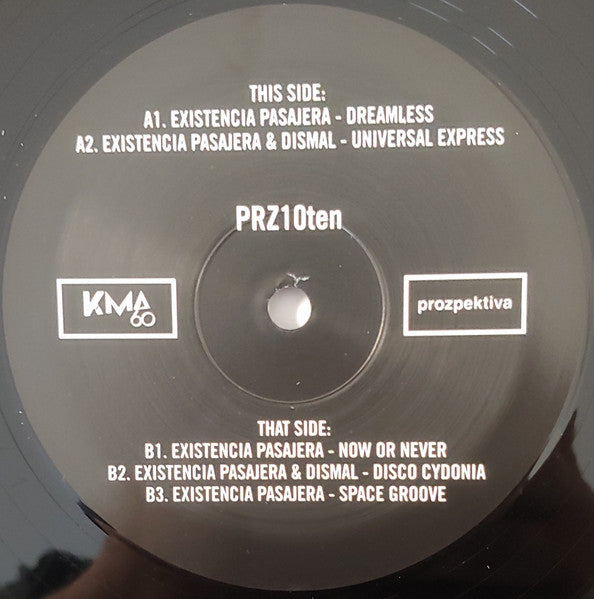 THIS SIDE:
A1. EXISTENCIA PASAJERA - DREAMLESS
A2. EXISTENCIA PASAJERA & DISMAL - UNIVERSAL EXPRESS
PRZ10ten
KMA
60
prozpektiva
THAT SIDE:
B1. EXISTENCIA PASAJERA - NOW OR NEVER
B2. EXISTENCIA PASAJERA & DISMAL - DISCO CYDONIA
B3. EXISTENCIA PASAJERA - SPACE GROOVE